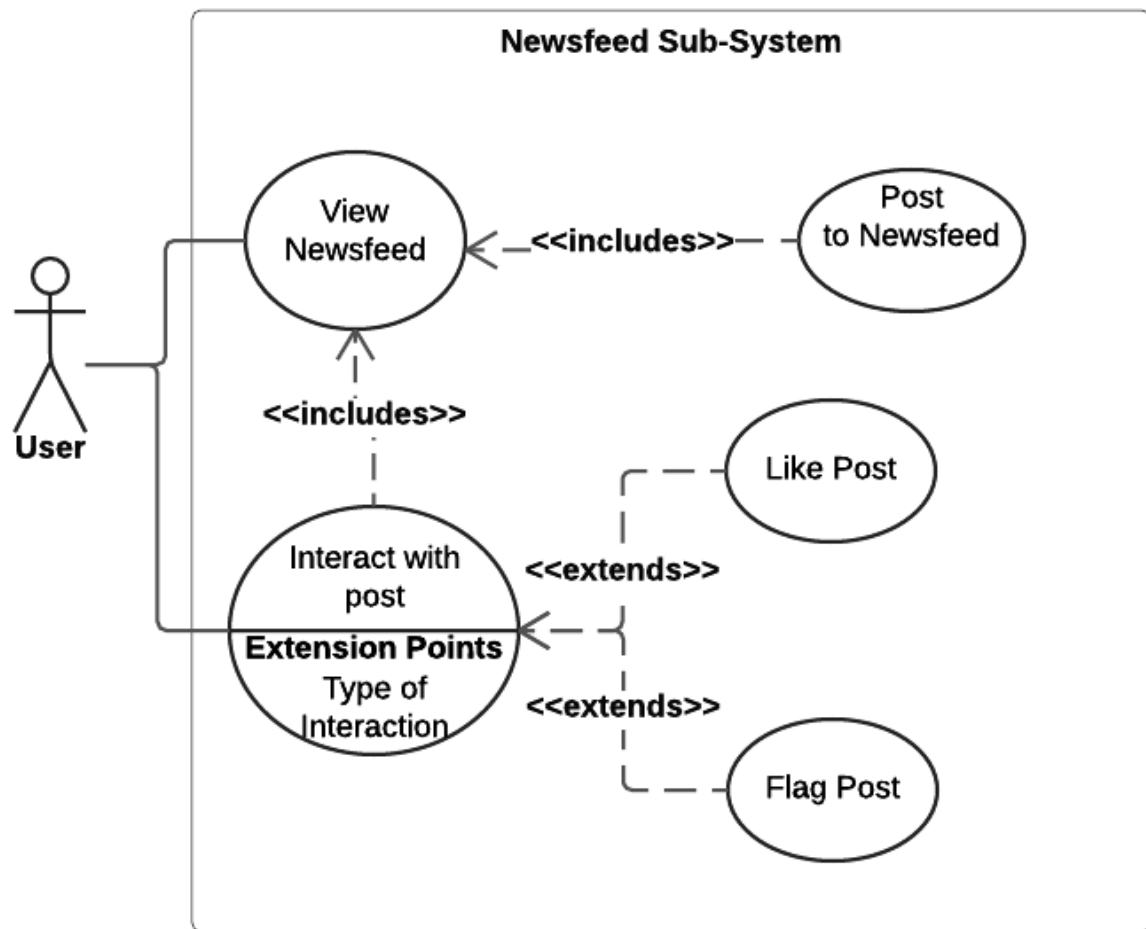 Newsfeed Sub-System
View
Newsfeed
<<includes>>
Post
to Newsfeed
<<includes>>
User
Like Post
Interact with
post
<<extends>>
Extension Points
Type of
Interaction
<<extends>>
Flag Post